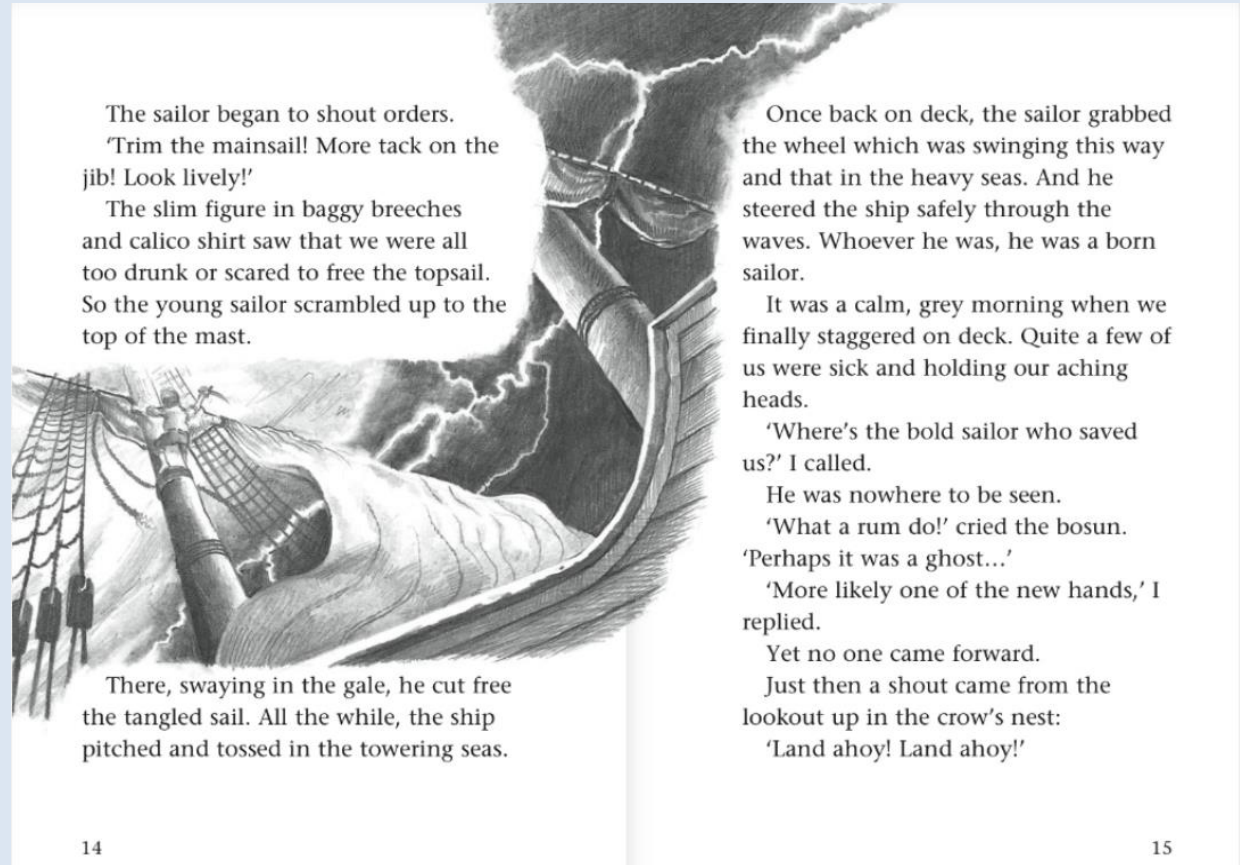 The sailor began to shout orders.
‘Trim the mainsail! More tack on the
jib! Look lively!’
The slim figure in baggy breeches
and calico shirt saw that we were all
too drunk or scared to free the topsail.
So the young sailor scrambled up to the
top of the mast.
There, swaying in the gale, he cut free
the tangled sail. All the while, the ship
pitched and tossed in the towering seas.
14
Once back on deck, the sailor grabbed
the wheel which was swinging this way
and that in the heavy seas. And he
steered the ship safely through the
waves. Whoever he was, he was a born
sailor.
It was a calm, grey morning when we
finally staggered on deck. Quite a few of
us were sick and holding our aching
heads.
‘Where’s the bold sailor who saved
us?’ I called.
He was nowhere to be seen.
‘What a rum do!’ cried the bosun.
‘Perhaps it was a ghost...’
‘More likely one of the new hands,’ I
replied.
Yet no one came forward.
Just then a shout came from the
lookout up in the crow’s nest:
‘Land ahoy! Land ahoy!’
15